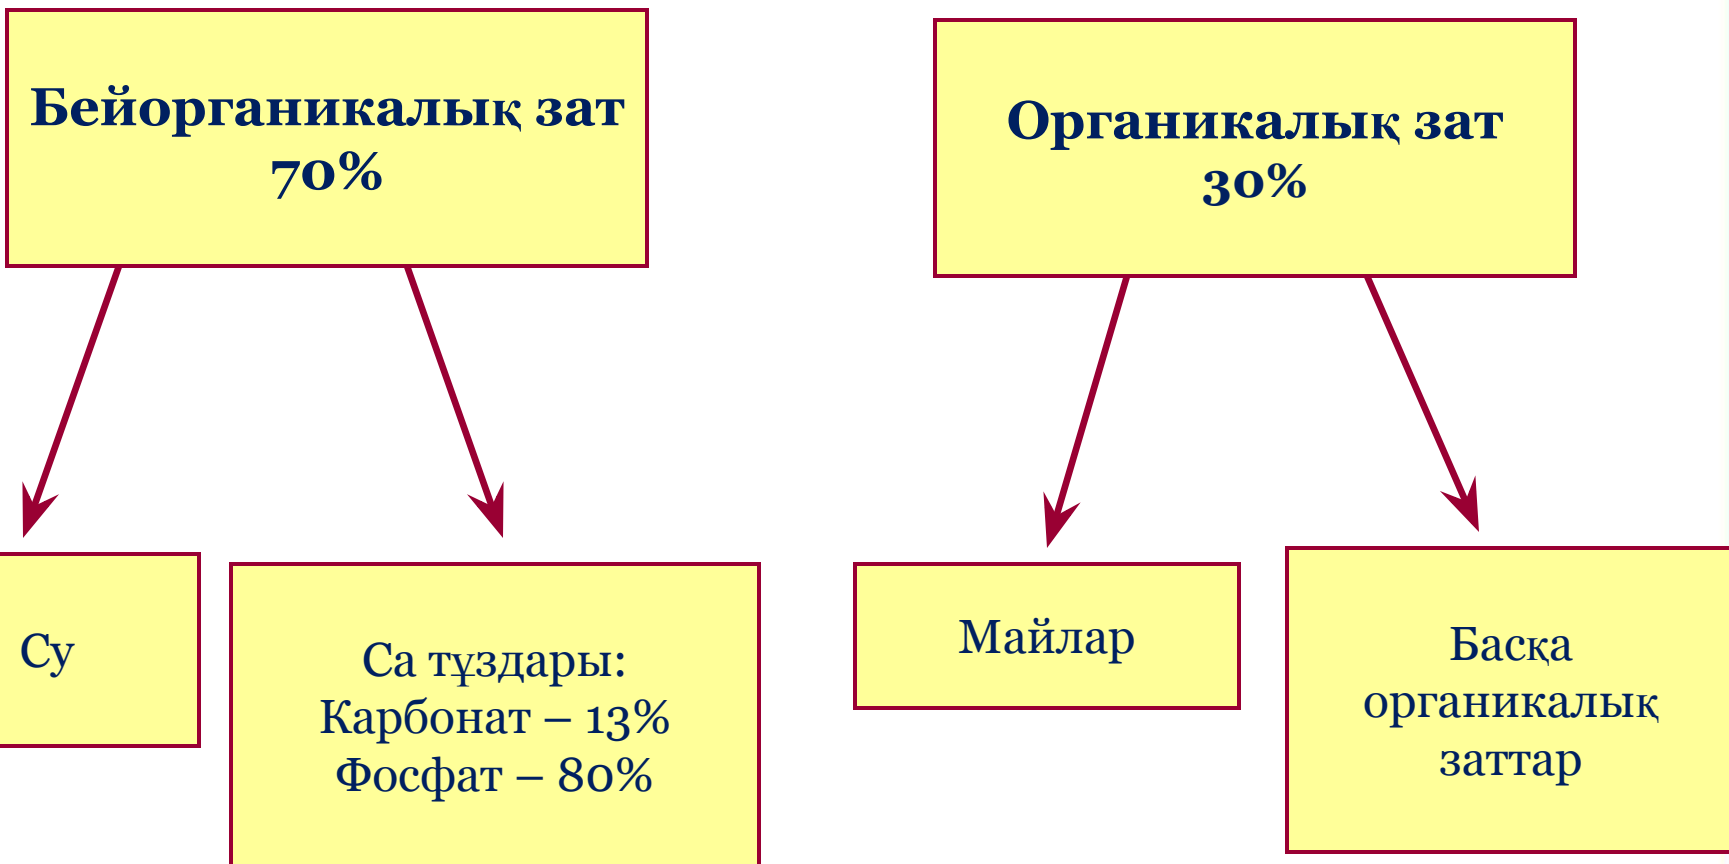 Бейорганикалық зат
70%
Органикалық зат
30%
Су
Са тұздары:
Карбонат – 13%
Фосфат – 80%
Майлар
Басқа
органикалық
заттар